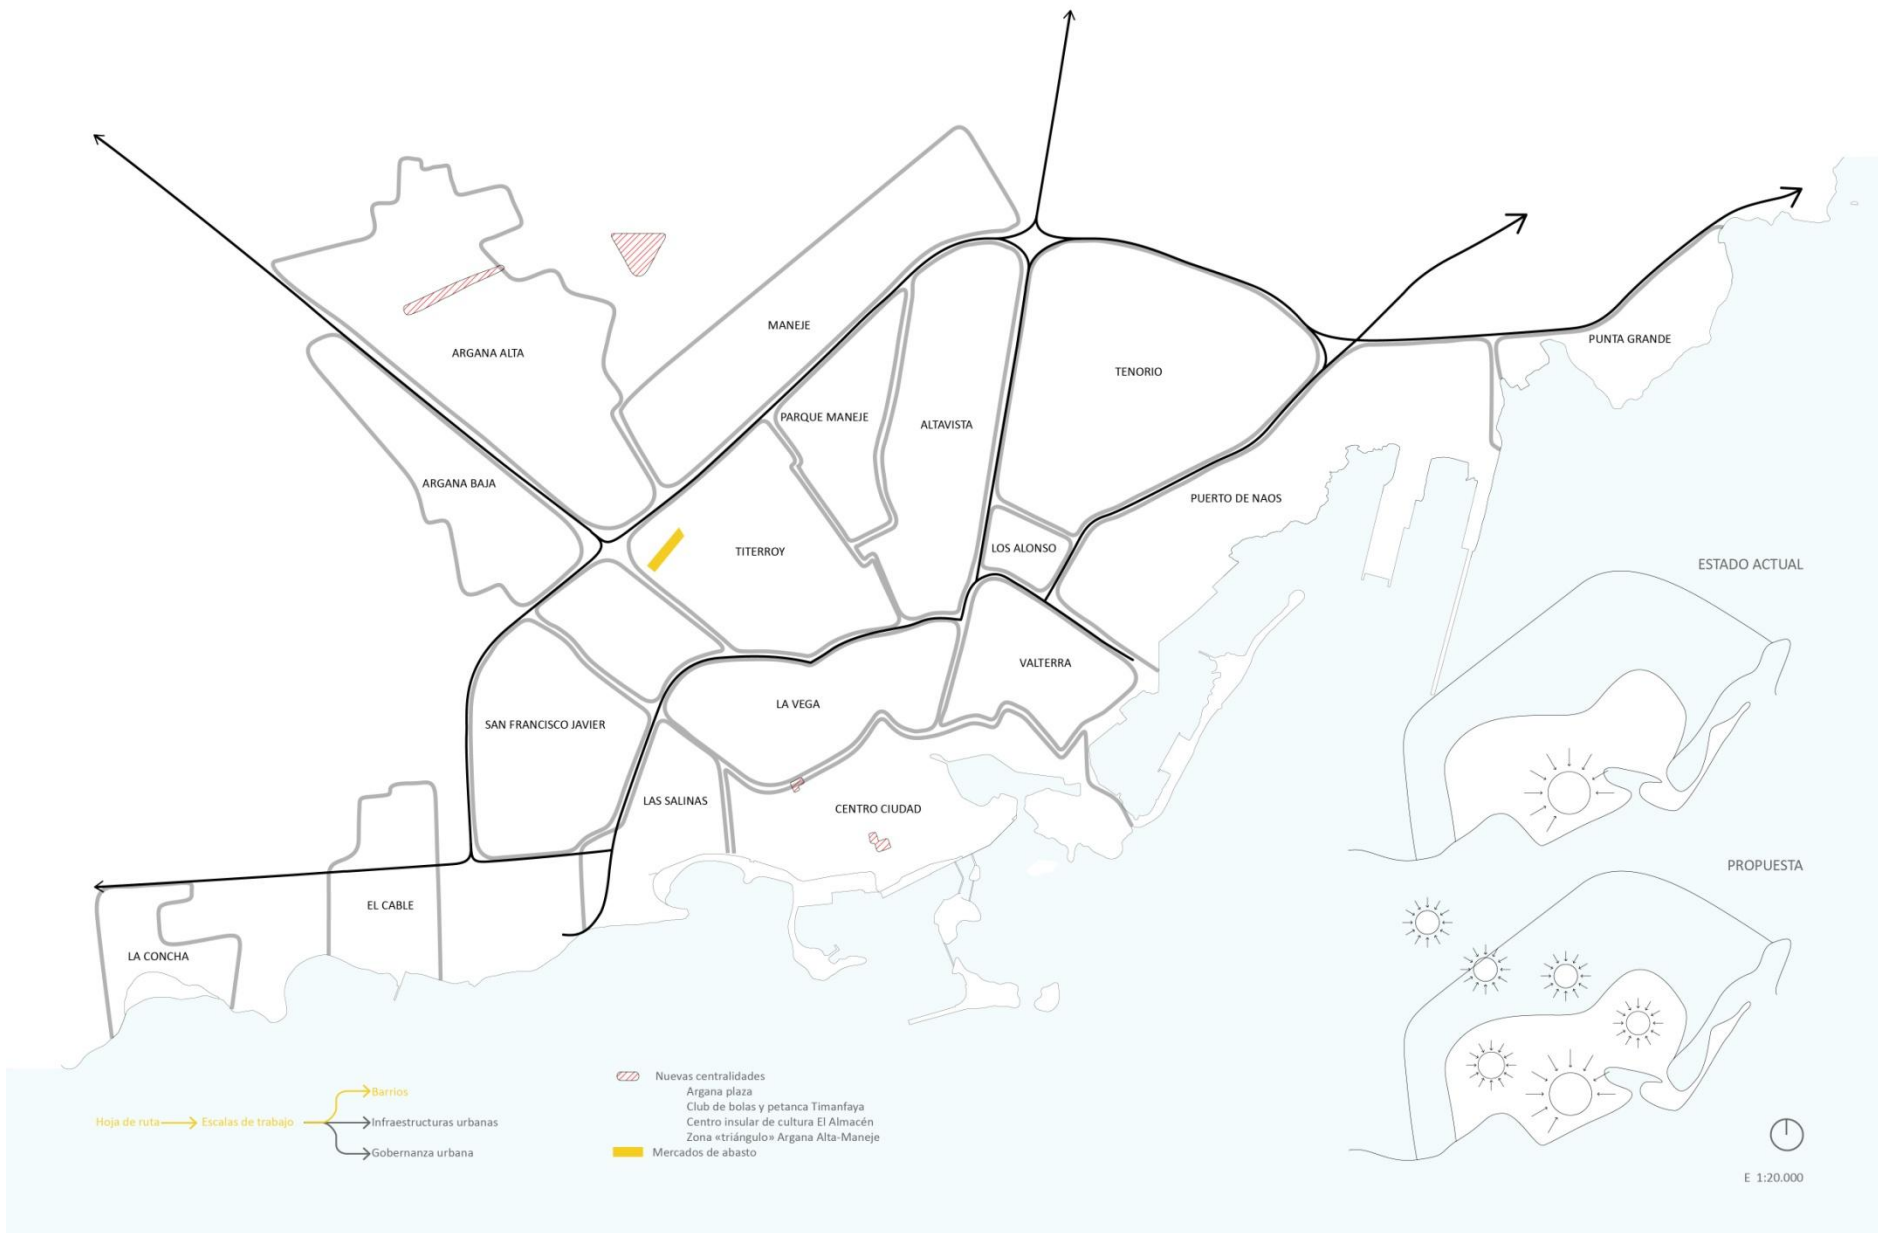 MANEJE
PUNTA GRANDE
ARGANA ALTA
TENORIO
PARQUE MANEJE
ALTAVISTA
ARGANA BAJA
PUERTO DE NAOS
LOS ALONSO
TITERROY
ESTADO ACTUAL
VALTERRA
LA VEGA
SAN FRANCISCO JAVIER
LAS SALINAS
CENTRO CIUDAD
PROPUESTA
EL CABLE
LA CONCHA
Hoja de ruta
Escalas de trabajo
Barrios
Infraestructuras urbanas
Gobernanza urbana
Nuevas centralidades
Argana plaza
Club de bolas y petanca Timanfaya
Centro insular de cultura El Almacén
Zona «triángulo» Argana Alta-Maneje
Mercados de abasto
E 1:20.000